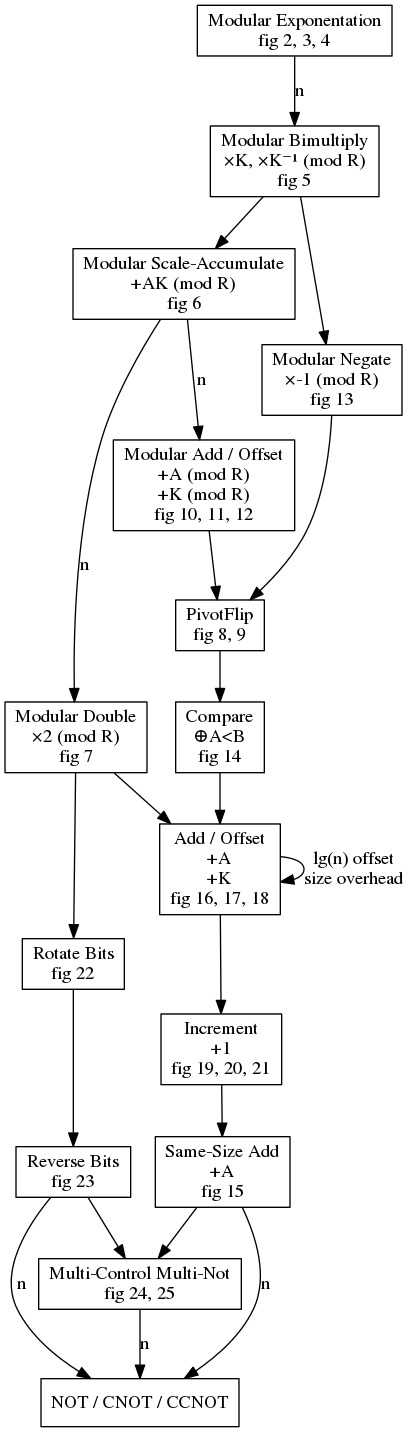 Modular Exponentation
fig 2, 3, 4
n
Modular Bimultiply
×K, ×K⁻¹ (mod R)
fig 5
Modular Scale-Accumulate
+AK (mod R)
fig 6
Modular Negate
×-1 (mod R)
fig 13
n
Modular Add / Offset
+A (mod R)
+K (mod R)
fig 10, 11, 12
n
PivotFlip
fig 8, 9
Modular Double
×2 (mod R)
fig 7
Compare
⊕A<B
fig 14
Add / Offset
+A
+K
fig 16, 17, 18
lg(n) offset
size overhead
Rotate Bits
fig 22
Increment
+1
fig 19, 20, 21
Reverse Bits
fig 23
Same-Size Add
+A
fig 15
Multi-Control Multi-Not
fig 24, 25
n
n
n
NOT / CNOT / CCNOT